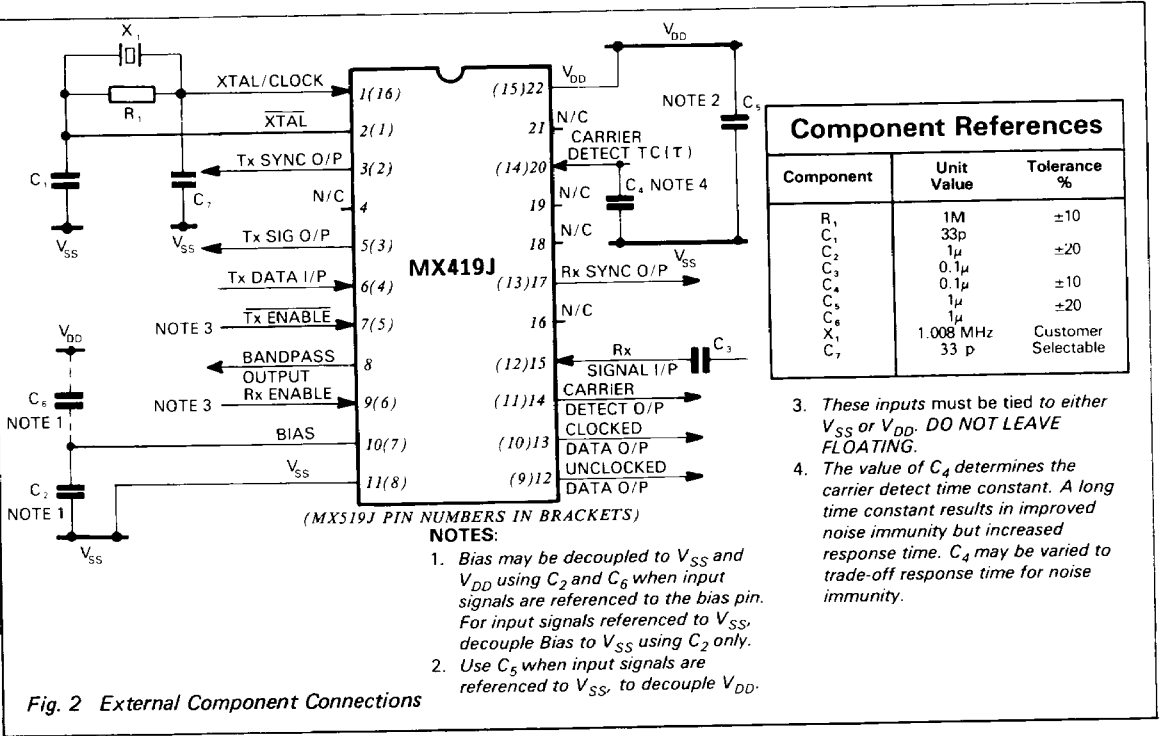 X1
R1
XTAL/CLOCK
XTAL
Tx SYNC O/P
N/C
C1
C7
VSS
VSS
Tx SIG O/P
Tx DATA I/P
NOTE 3
Tx ENABLE
BANDPASS
OUTPUT
NOTE 3
Rx ENABLE
VDD
C6
NOTE 1
BIAS
VSS
C2
NOTE 1
VSS
1(16)
2(1)
3(2)
4
5(3)
6(4)
7(5)
8
9(6)
10(7)
11(8)
MX419J
(15)22
21
(14)20
19
18
(13)17
16
(12)15
(11)14
(10)13
(9)12
VDD
VDD
NOTE 2
C5
N/C
CARRIER
DETECT TC(T)
C4 NOTE 4
N/C
N/C
VSS
Rx SYNC O/P
N/C
Rx
SIGNAL I/P
C3
CARRIER
DETECT O/P
CLOCKED
DATA O/P
UNCLOCKED
DATA O/P
(MX519J PIN NUMBERS IN BRACKETS)
Component References
Component Unit Value Tolerance %
R1 1M ±10
C1 33p
C2 1µ ±20
C3 0.1µ
C4 0.1µ ±10
C5 1µ ±20
C6 1µ
X1 1.008 MHz Customer
C7 33 p Selectable
NOTES:
1. Bias may be decoupled to VSS and
VDD using C2 and C6 when input
signals are referenced to the bias pin.
For input signals referenced to VSS,
decouple Bias to VSS using C2 only.
2. Use C5 when input signals are
referenced to VSS, to decouple VDD.
3. These inputs must be tied to either
VSS or VDD. DO NOT LEAVE
FLOATING.
4. The value of C4 determines the
carrier detect time constant. A long
time constant results in improved
noise immunity but increased
response time. C4 may be varied to
trade-off response time for noise
immunity.
Fig. 2 External Component Connections